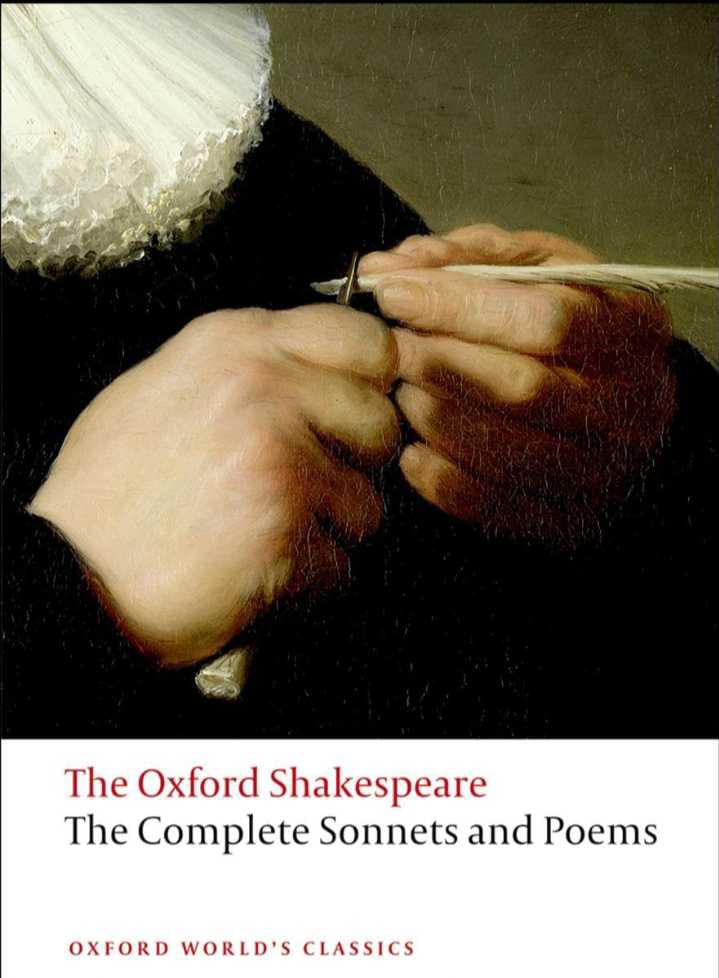 The Oxford Shakespeare
The Complete Sonnets and Poems
OXFORD WORLD'S CLASSICS